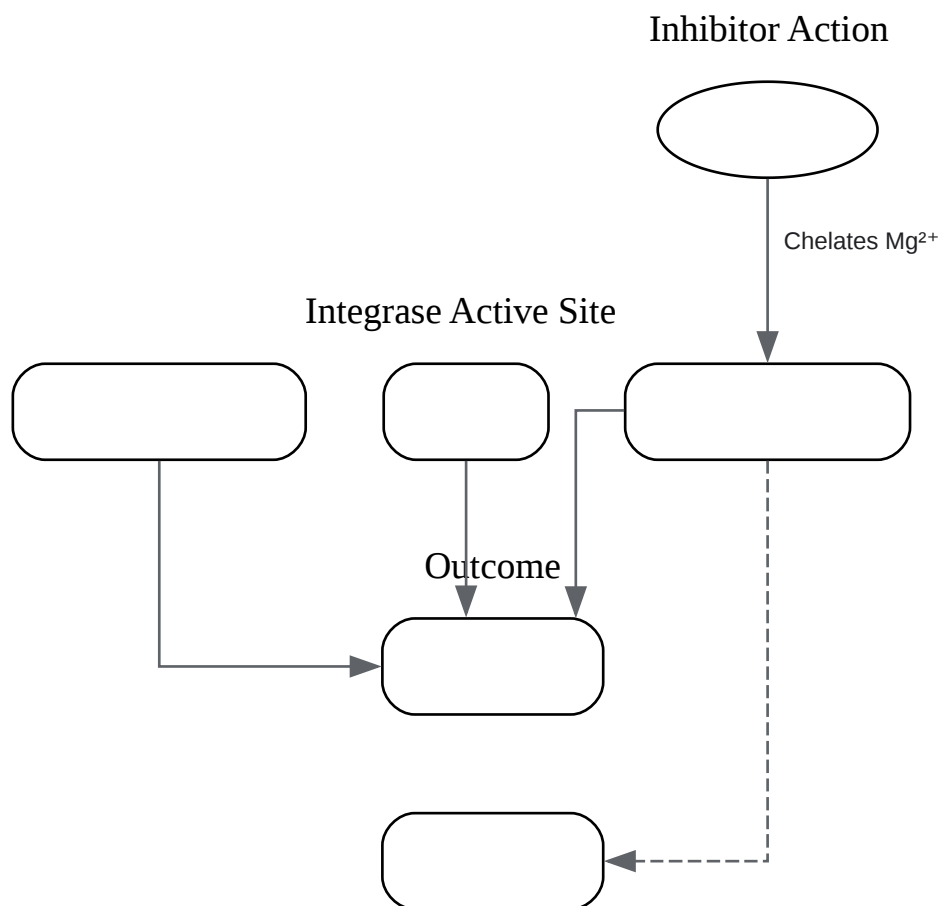 Inhibitor Action
Chelates Mg²⁺
Integrase Active Site
Outcome